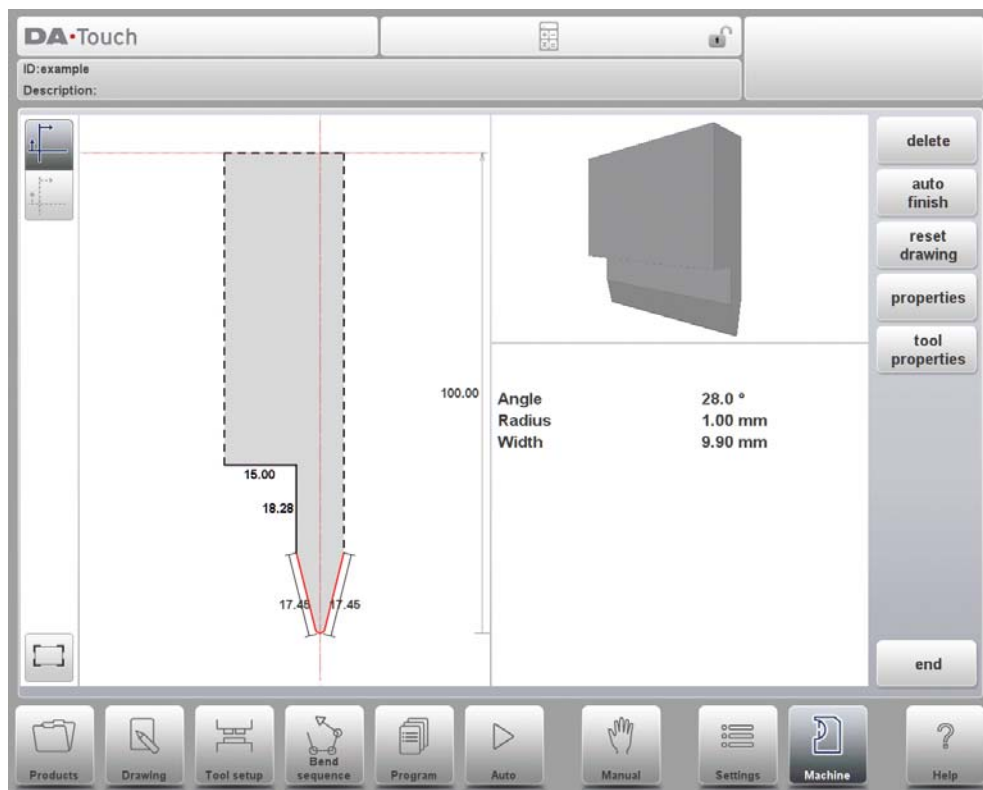 DA•Touch
ID:example
Description:
delete
auto
finish
reset
drawing
properties
tool
properties
100.00
Angle 28.0 °
Radius 1.00 mm
Width 9.90 mm
15.00
18.28
17.45 17.45
end
Products
Drawing
Tool setup
Bend
sequence
Program
Auto
Manual
Settings
Machine
Help